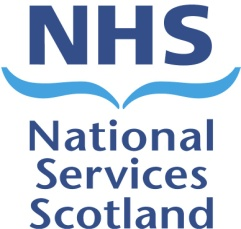 NHS
National
Services
Scotland